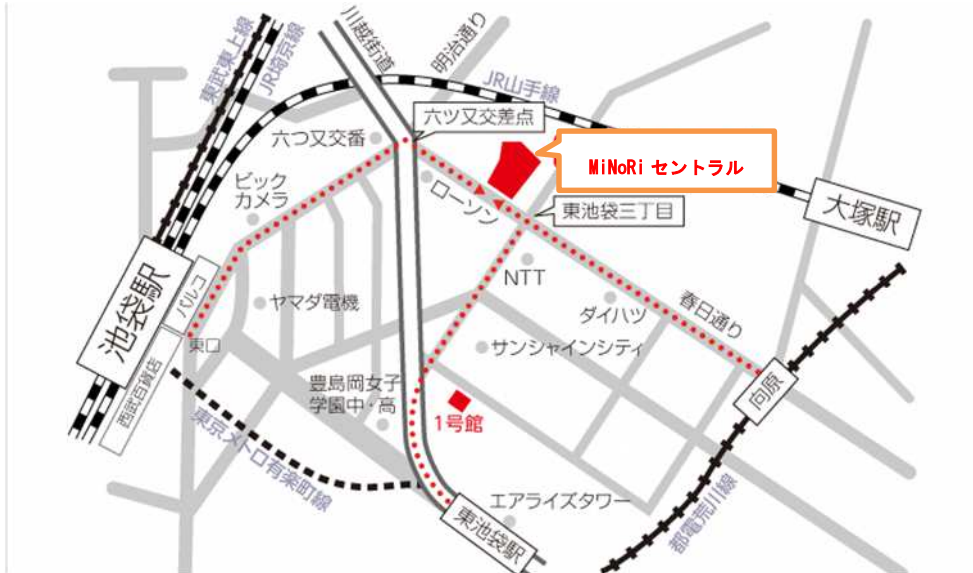 東武東上線
JR埼京線
川越街道
明治通り
JR山手線
六ツ又交差点
六つ又交番
MiNoRi セントラル
ビック
カメラ
ローソン
東池袋三丁目
大塚駅
池袋駅
パルコ
NTT
ヤマダ電機
ダイハツ
春日通り
東口
サンシャインシティ
西武百貨店
豊島岡女子
学園中・高
向原
1号館
東京メトロ有楽町線
エアライズタワー
東池袋駅
都電荒川線